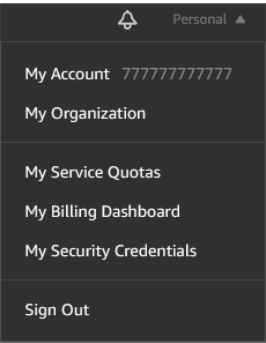 Personal
My Account 777777777777
My Organization
My Service Quotas
My Billing Dashboard
My Security Credentials
Sign Out